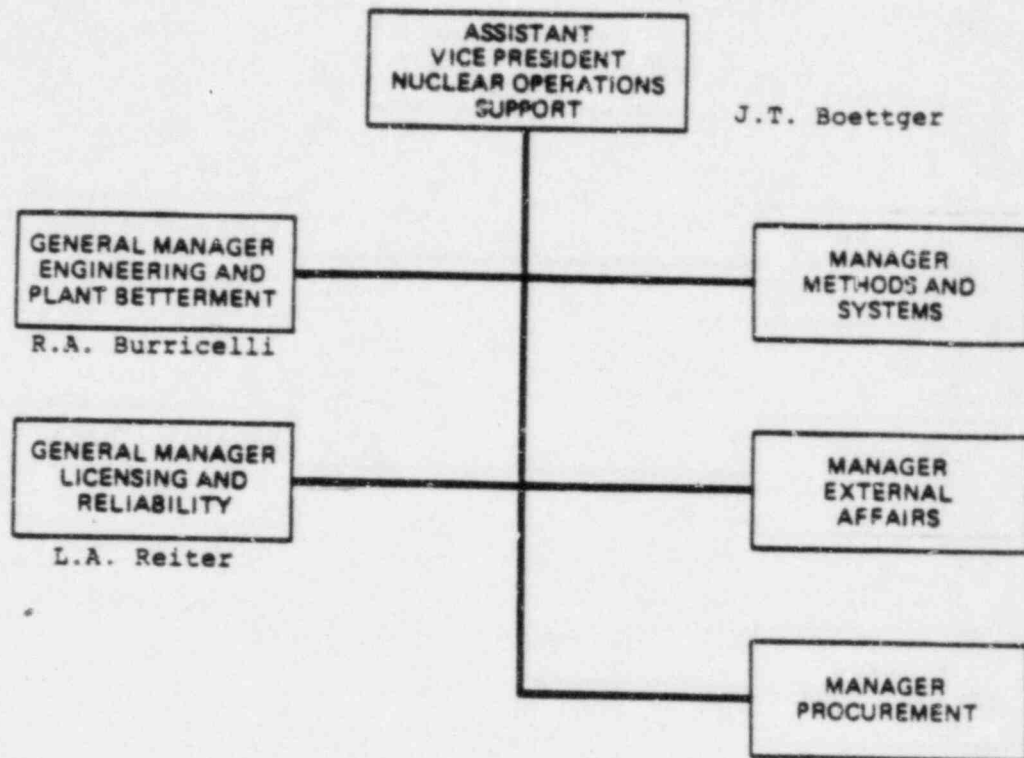 ASSISTANT
VICE PRESIDENT
NUCLEAR OPERATIONS
SUPPORT
J.T. Boettger
GENERAL MANAGER
ENGINEERING AND
PLANT BETTERMENT
R.A. Burricelli
MANAGER
METHODS AND
SYSTEMS
GENERAL MANAGER
LICENSING AND
RELIABILITY
L.A. Reiter
MANAGER
EXTERNAL
AFFAIRS
MANAGER
PROCUREMENT